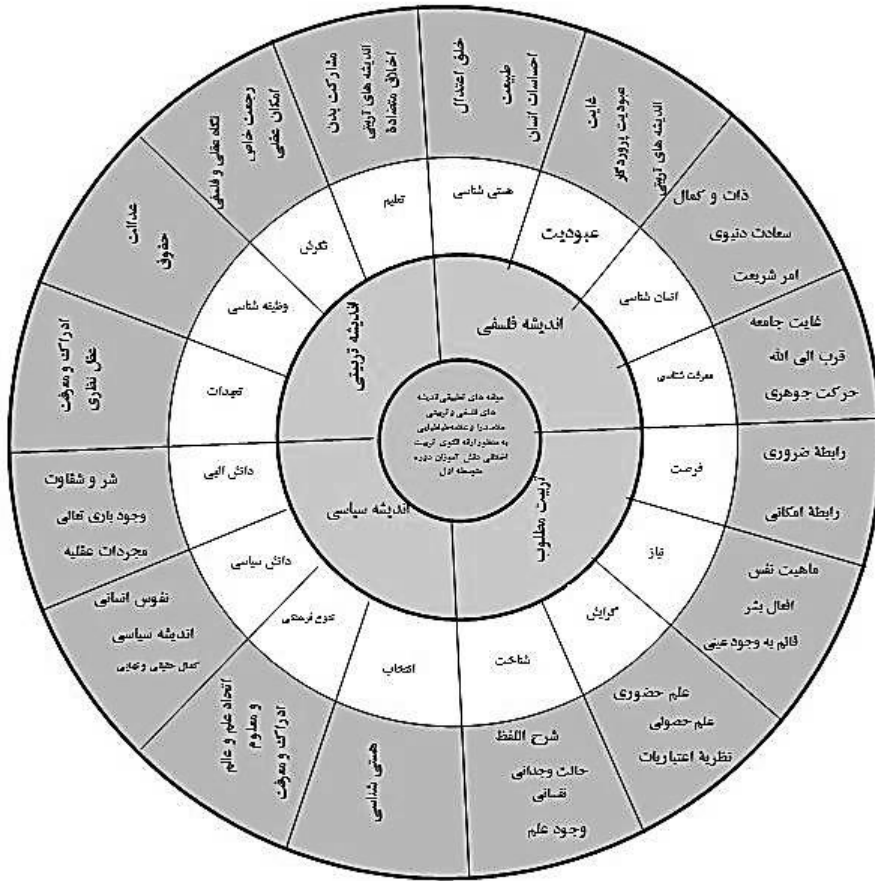 مولفه های تطبیقی اندیشه
های فلسفی و تربیتی
ملاصدرا و علامه طباطبایی
به منظور ارائه الگوی تربیت
اخلاقی دانش آموزان دوره
متوسطه اول
اندیشه فلسفی
تربیت مطلوب
اندیشه سیاسی
اندیشه تربیتی
هستی شناسی
عبودیت
انسان شناسی
معرفت شناسی
فرصت
نیاز
گرایش
شناخت
انتخاب
تنوع فرهنگی
دانش سیاسی
دانش الهی
تعهدات
وظیفه شناسی
نگرش
تعلیم
خلق اعتدال
طبیعت
احساسات انسان
غایت
عبودیت پروردگار
اندیشه های تربیتی
ذات و کمال
سعادت دنیوی
امر شریعت
غایت جامعه
قرب الی الله
حرکت جوهری
رابطهٔ ضروری
رابطهٔ امکانی
ماهیت نفس
افعال بشر
قائم به وجود عینی
علم حضوری
علم حصولی
نظریهٔ اعتباریات
شرح اللفظ
حالت وجدانی
نفسانی
وجود علم
هستی شناسی
اتحاد علم و عالم
و معلوم
ادراک و معرفت
نفوس انسانی
اندیشه سیاسی
کمال حقیقی و نهایی
شر و شقاوت
وجود باری تعالی
مجردات عقلیه
ادراک و معرفت
عقل نظری
عدالت
حقوق
نگاه عقلی و فلسفی
رجعت خاص
امکان عقلی
مشارکت بدن
اندیشه های تربیتی
اخلاق متضادة